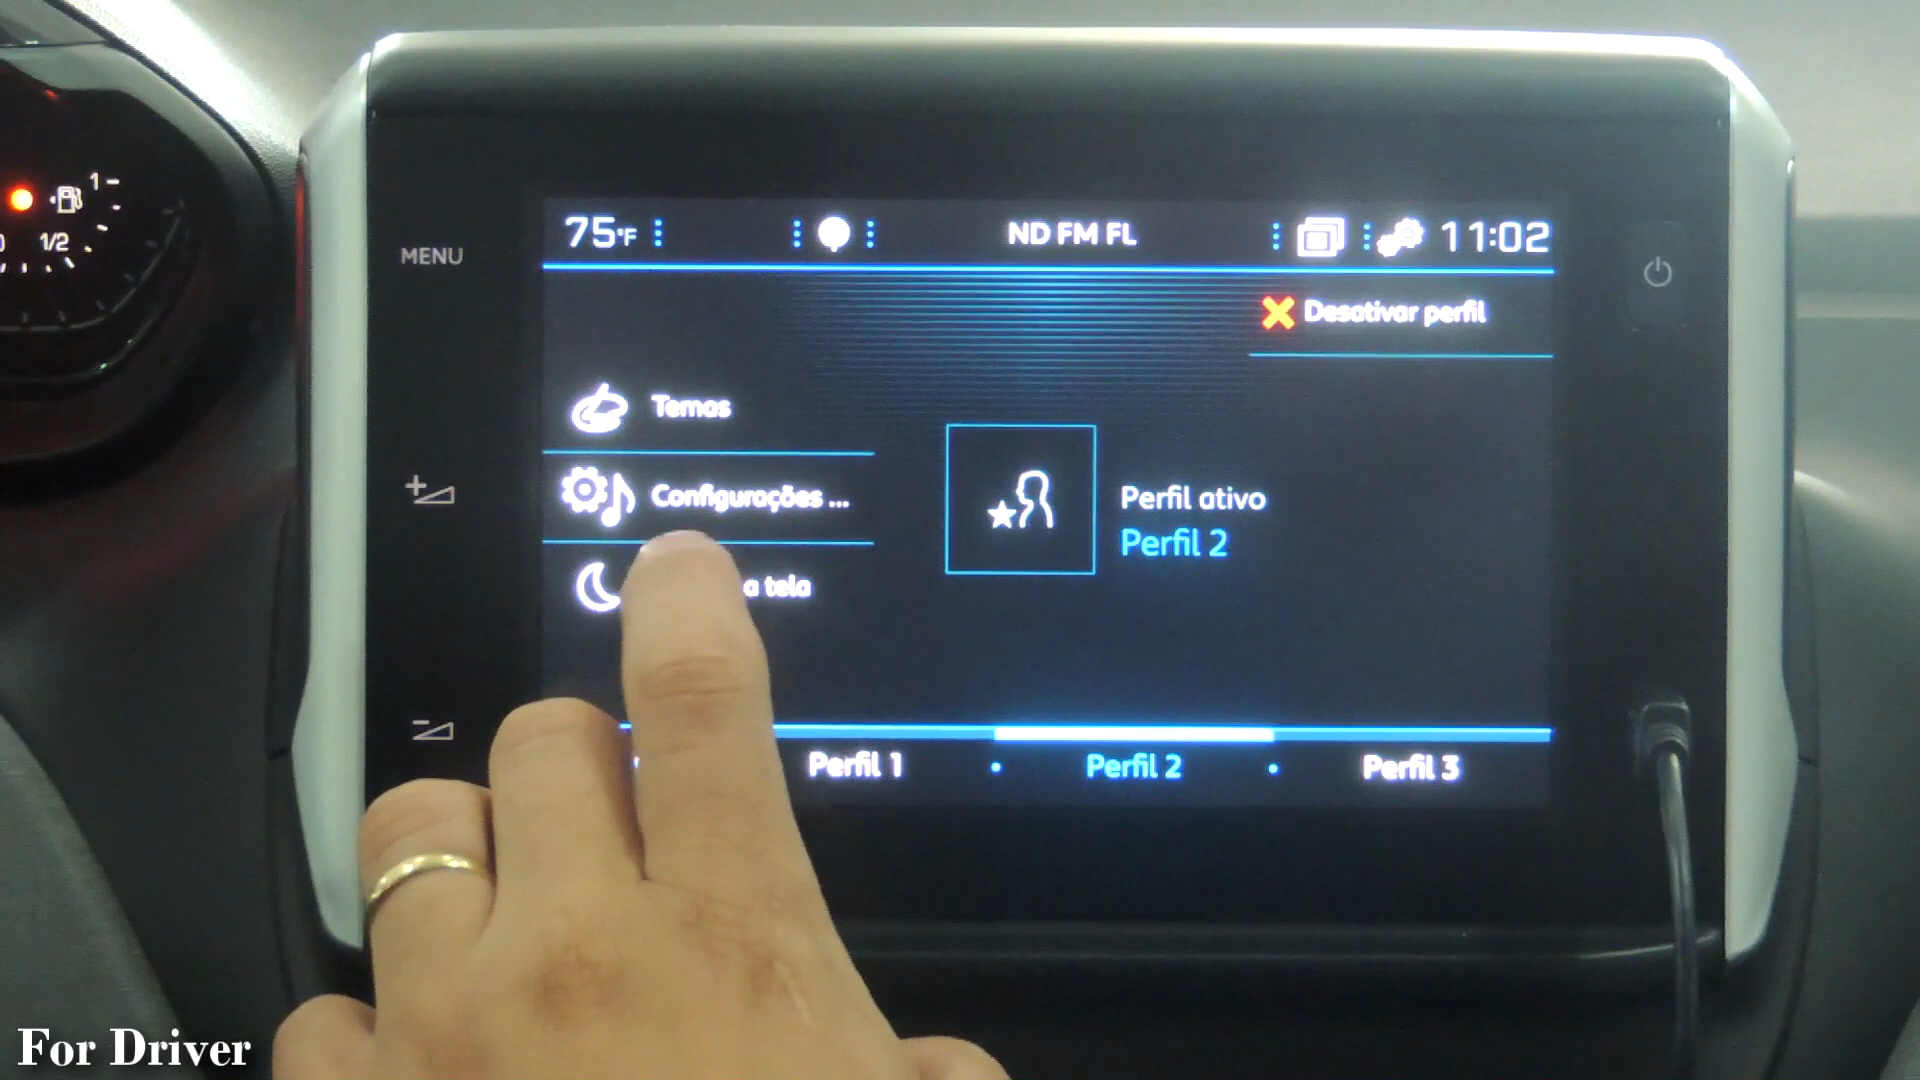 1
1/2
MENU
75°F
ND FM FL
11:02
Desativar perfil
Temas
Configurações ...
a tela
Perfil ativo
Perfil 2
Perfil 1
Perfil 2
Perfil 3
For Driver